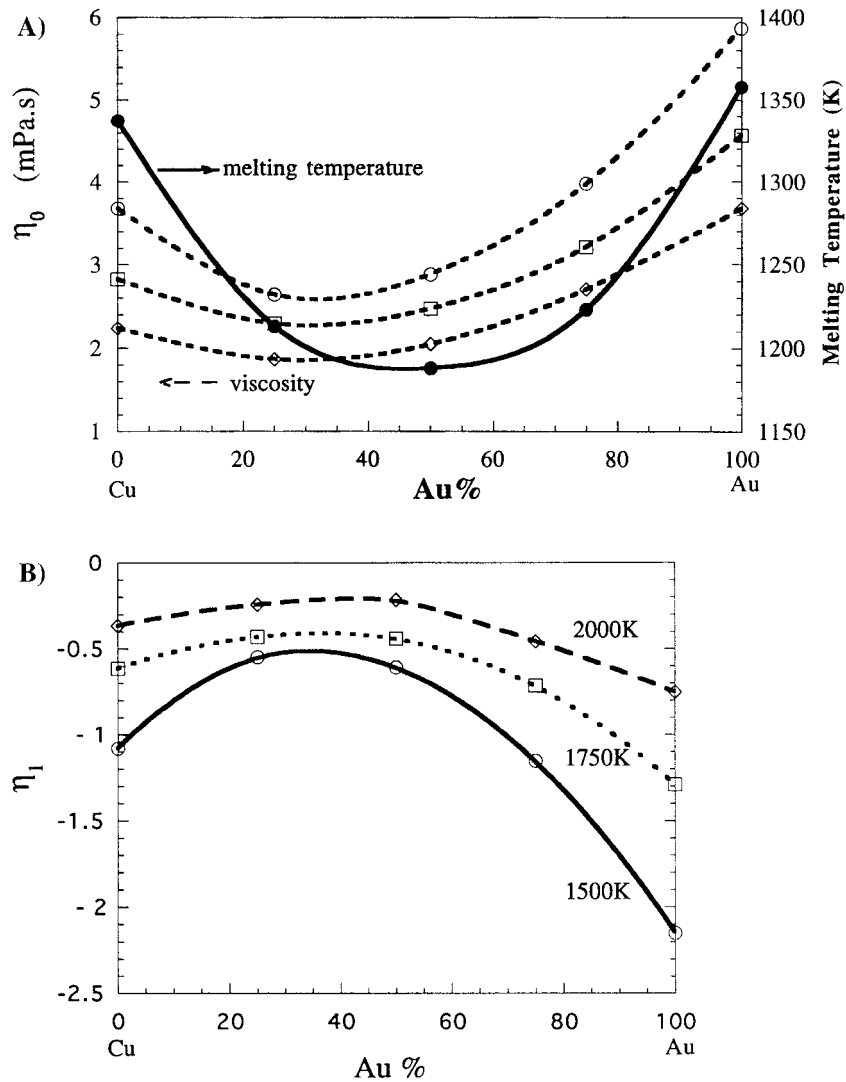 A)
η₀ (mPa.s)
6
5
4
3
2
1
melting temperature
viscosity
1400
1350
1300
1250
1200
1150
Melting Temperature (K)
0 20 40 60 80 100
Cu Au% Au
B)
η₁
0
-0.5
-1
-1.5
-2
-2.5
2000K
1750K
1500K
0 20 40 60 80 100
Cu Au % Au